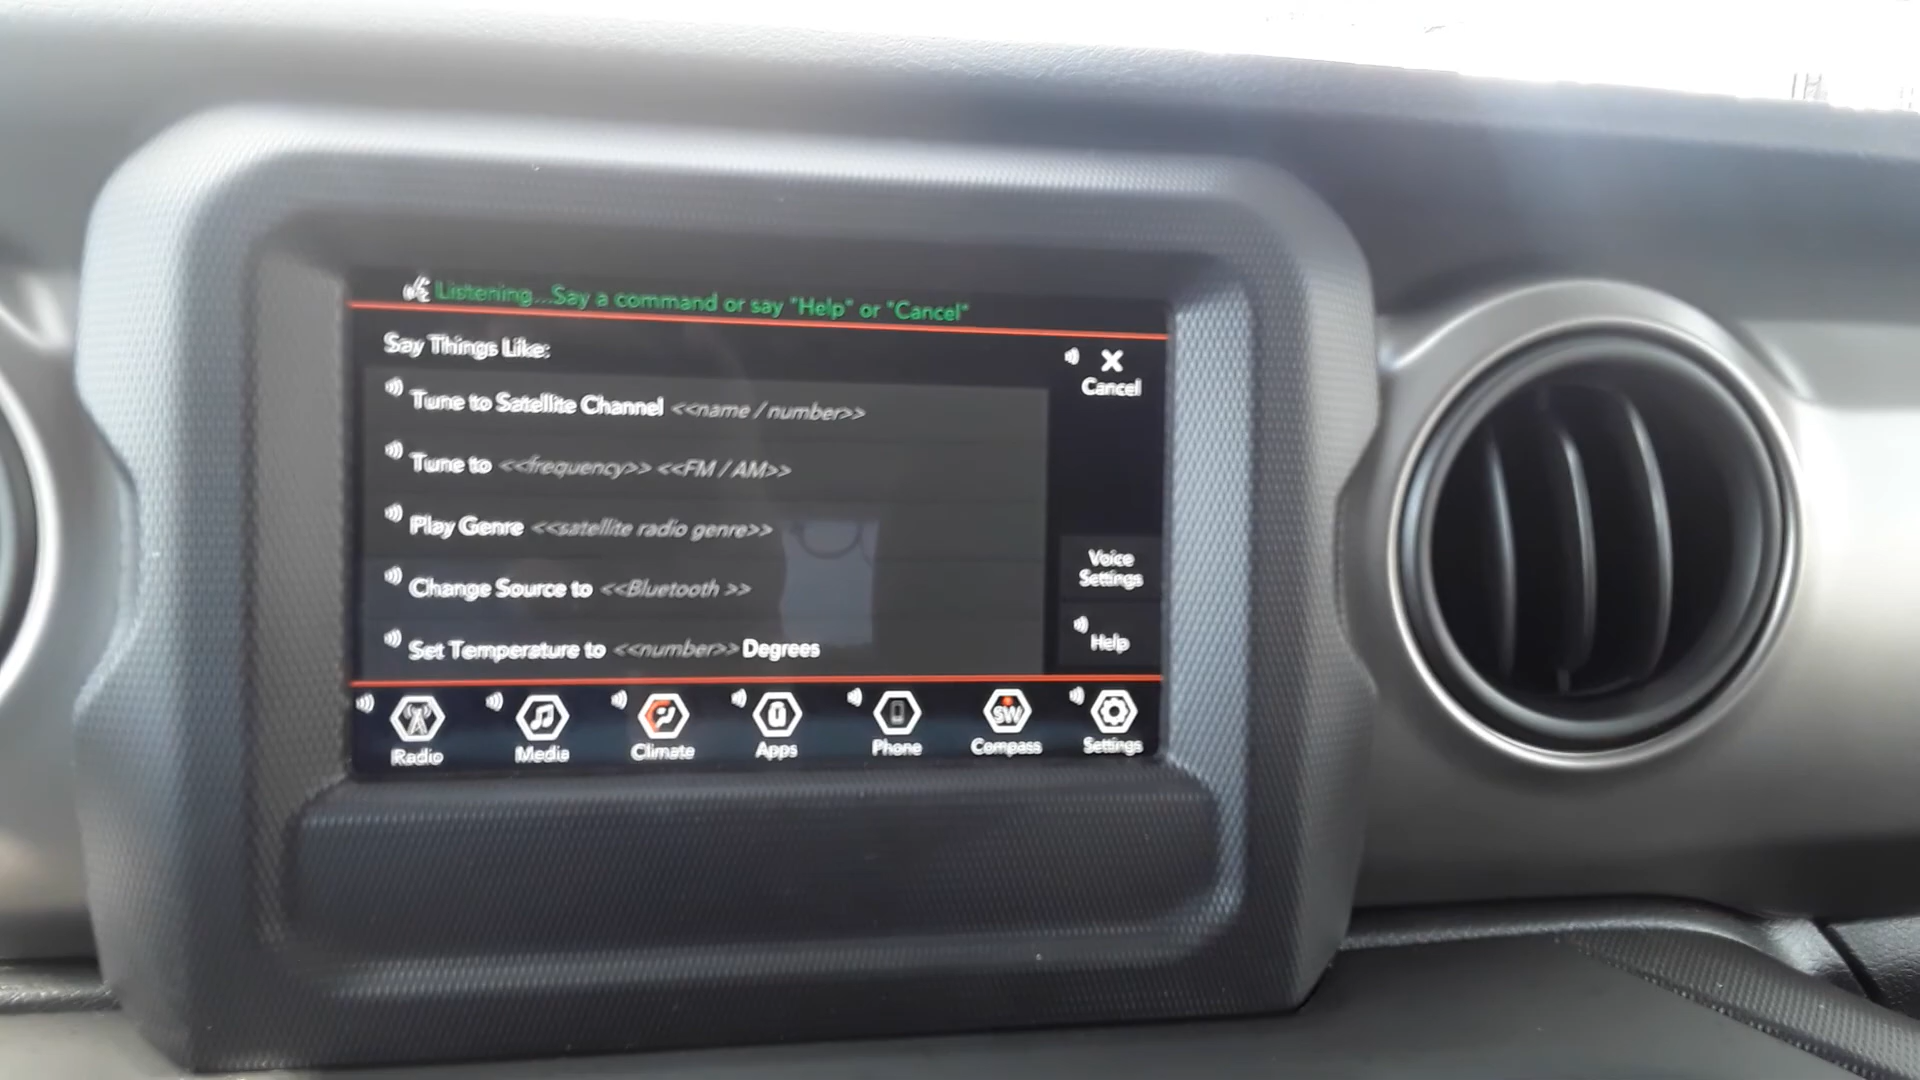 Listening...Say a command or say "Help" or "Cancel"
Say Things Like:
Cancel
Tune to Satellite Channel <<name / number>>
Tune to <<frequency>> <<FM / AM>>
Play Genre <<satellite radio genre>>
Change Source to <<Bluetooth >>
Set Temperature to <<number>> Degrees
Voice
Settings
Help
SW
Radio
Media
Climate
Apps
Phone
Compass
Settings